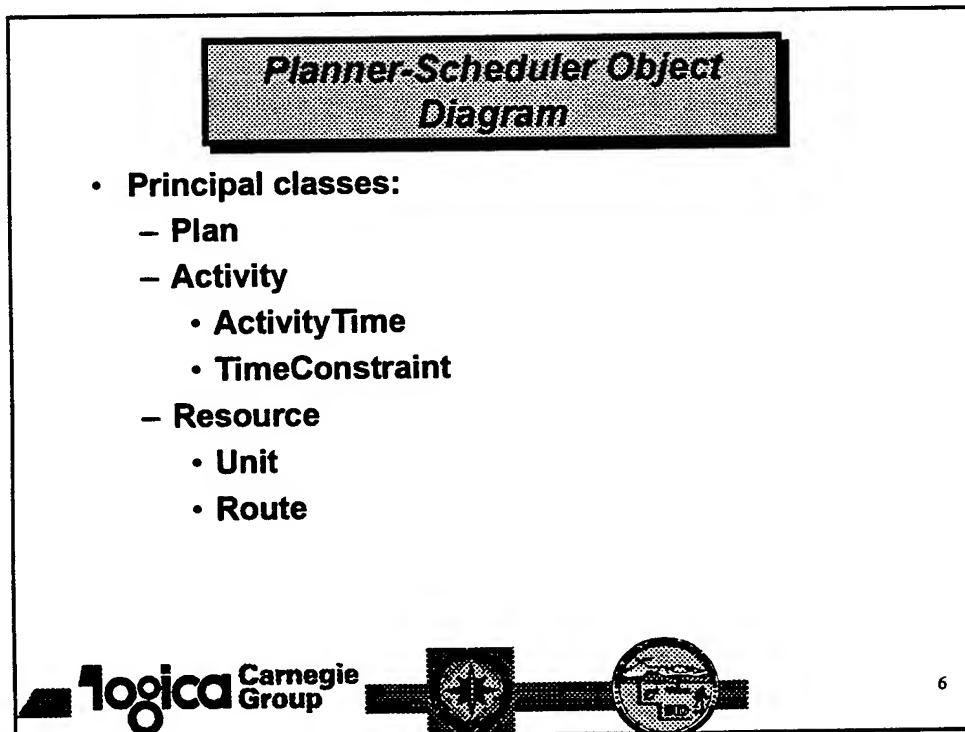 Planner-Scheduler Object
Diagram
• Principal classes:
– Plan
– Activity
• ActivityTime
• TimeConstraint
– Resource
• Unit
• Route
logica Carnegie
Group
6